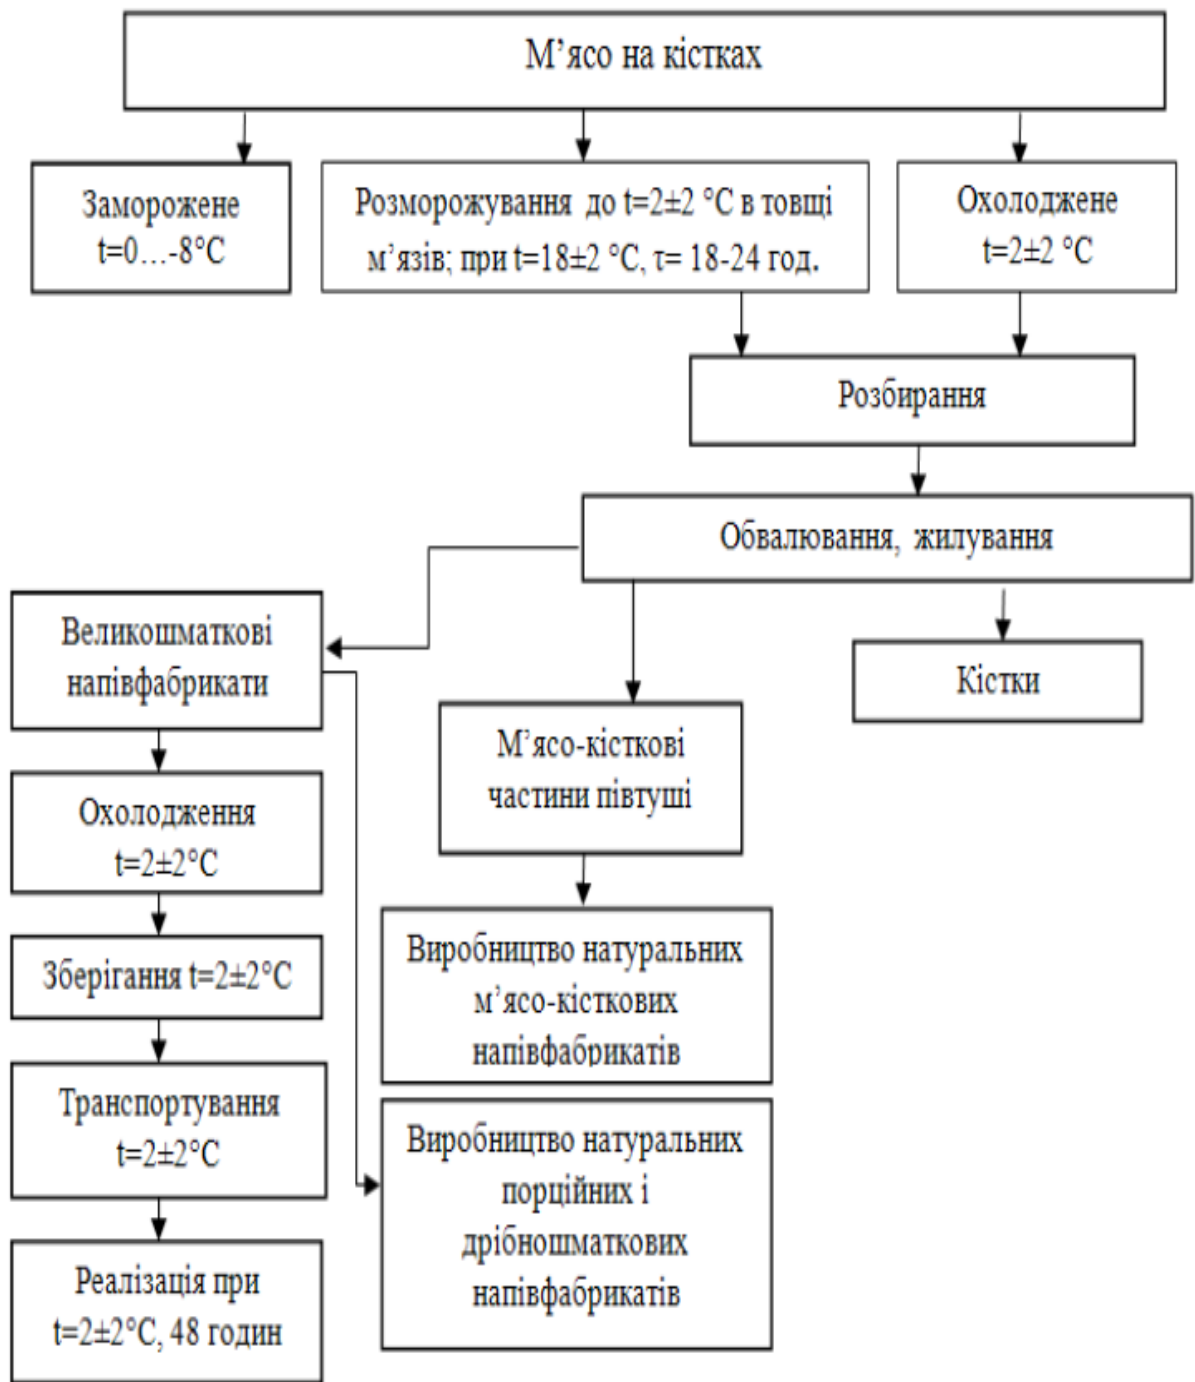 М’ясо на кістках
Заморожене
t=0…-8°C
Розморожування до t=2±2 °C в товщі
м’язів; при t=18±2 °C, τ= 18-24 год.
Охолоджене
t=2±2 °C
Розбирання
Обвалювання, жилування
Великошматкові
напівфабрикати
Кістки
М’ясо-кісткові
частини півтуші
Охолодження
t=2±2°C
Зберігання t=2±2°C
Виробництво натуральних
м’ясо-кісткових
напівфабрикатів
Транспортування
t=2±2°C
Виробництво натуральних
порційних і
дрібношматкових
напівфабрикатів
Реалізація при
t=2±2°C, 48 годин